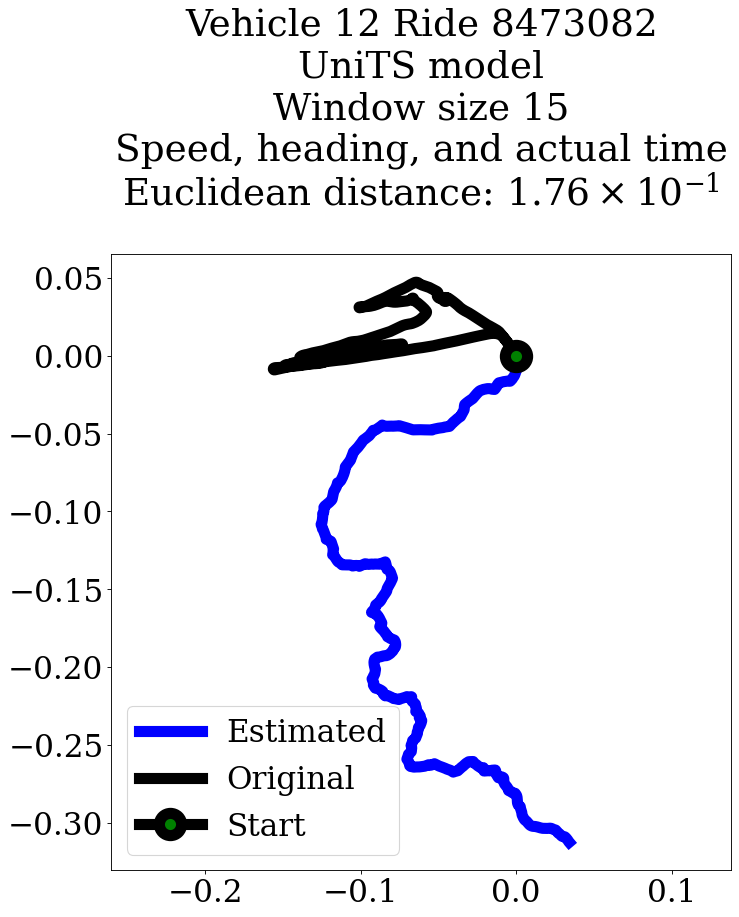 Vehicle 12 Ride 8473082
UniTS model
Window size 15
Speed, heading, and actual time
Euclidean distance: 1.76 × 10⁻¹
0.05
0.00
−0.05
−0.10
−0.15
−0.20
−0.25
−0.30
Estimated
Original
Start
−0.2
−0.1
0.0
0.1